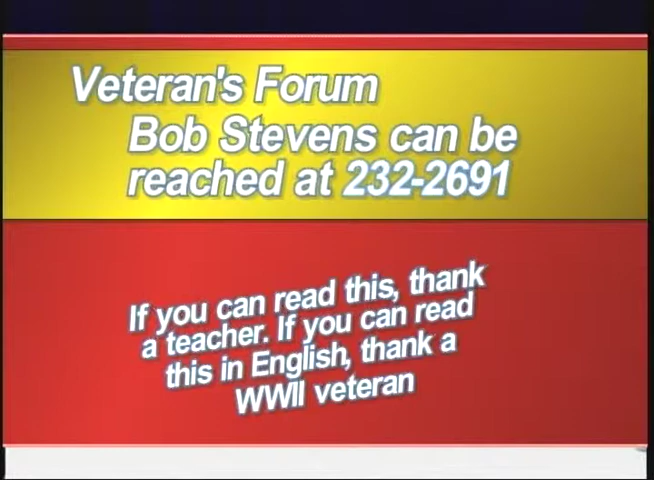 Veteran's Forum
Bob Stevens can be
reached at 232-2691
If you can read this, thank
a teacher. If you can read
this in English, thank a
WWII veteran